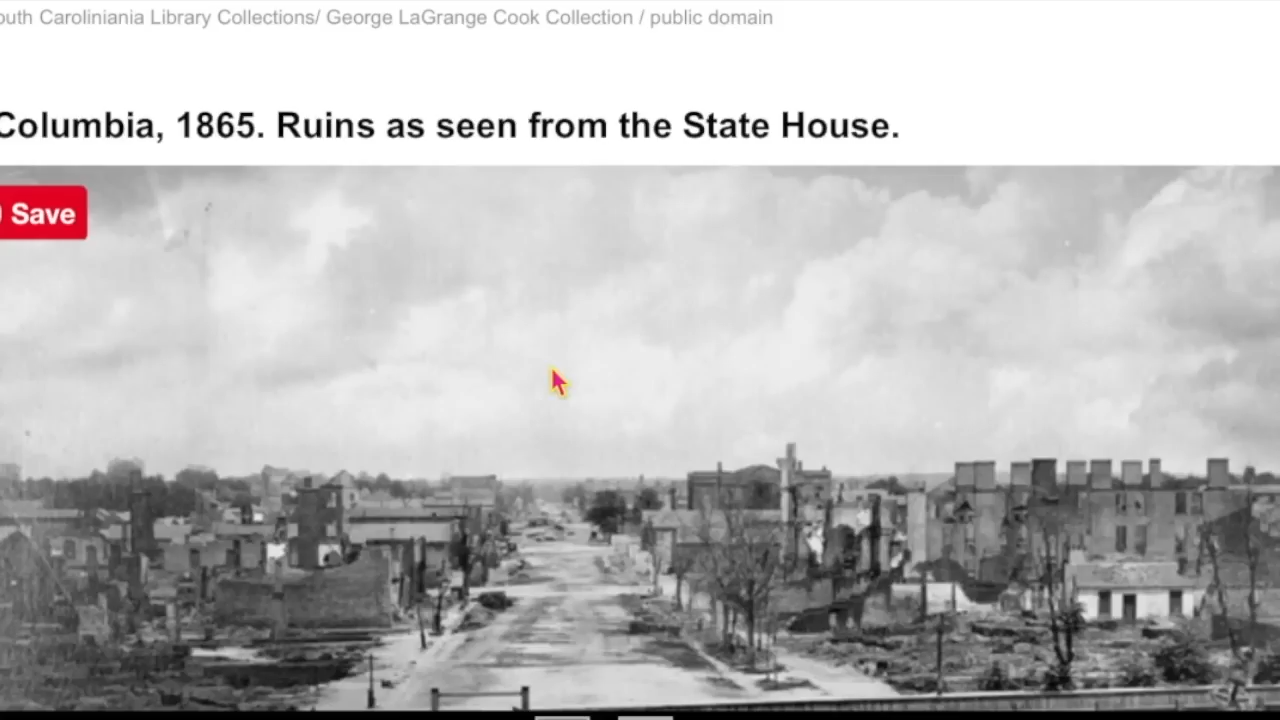 outh Caroliniania Library Collections/ George LaGrange Cook Collection / public domain
Columbia, 1865. Ruins as seen from the State House.
Save